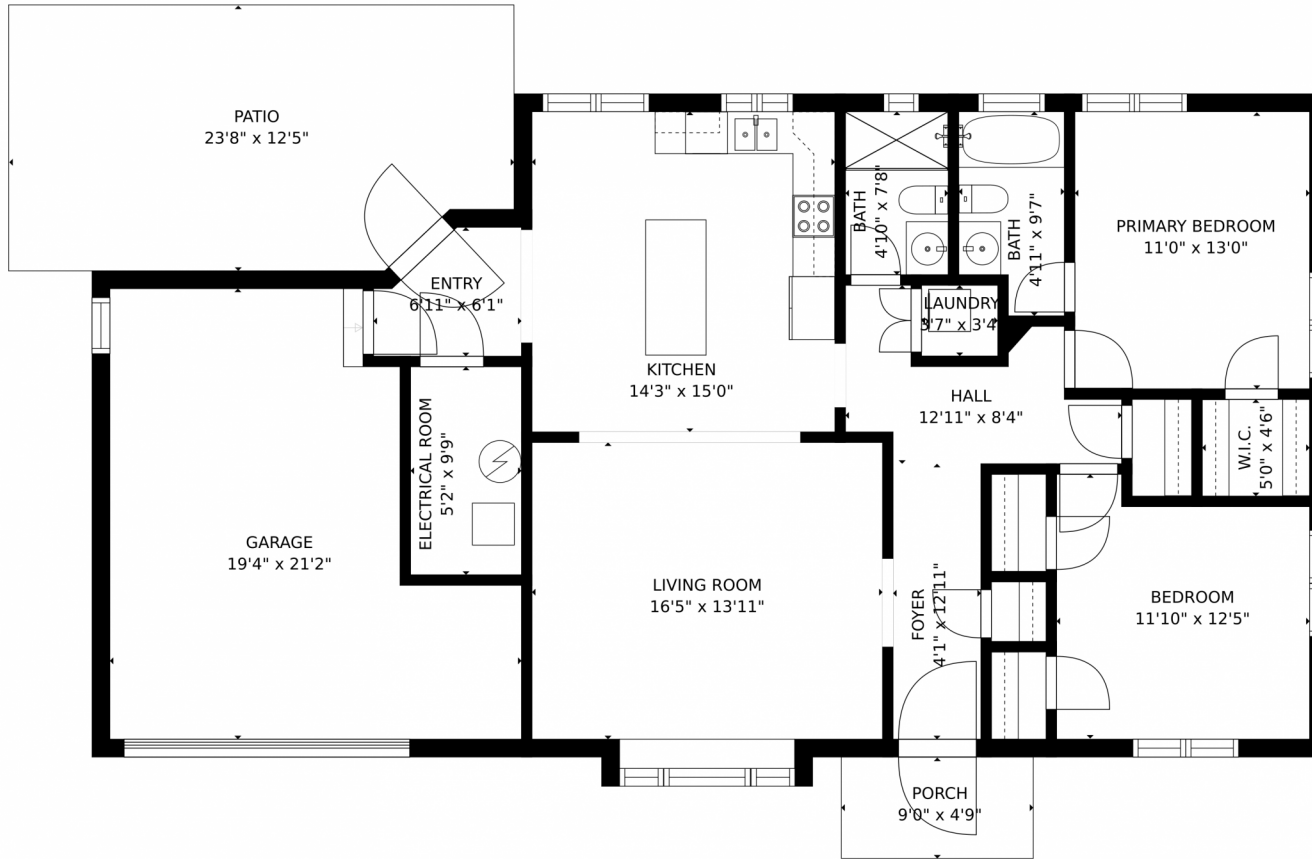 PATIO
23'8" x 12'5"
ENTRY
6'11" x 6'1"
KITCHEN
14'3" x 15'0"
BATH
4'10" x 7'8"
BATH
4'11" x 9'7"
PRIMARY BEDROOM
11'0" x 13'0"
LAUNDRY
3'7" x 3'4"
HALL
12'11" x 8'4"
W.I.C.
5'0" x 4'6"
ELECTRICAL ROOM
5'2" x 9'9"
GARAGE
19'4" x 21'2"
LIVING ROOM
16'5" x 13'11"
FOYER
4'1" x 12'11"
BEDROOM
11'10" x 12'5"
PORCH
9'0" x 4'9"